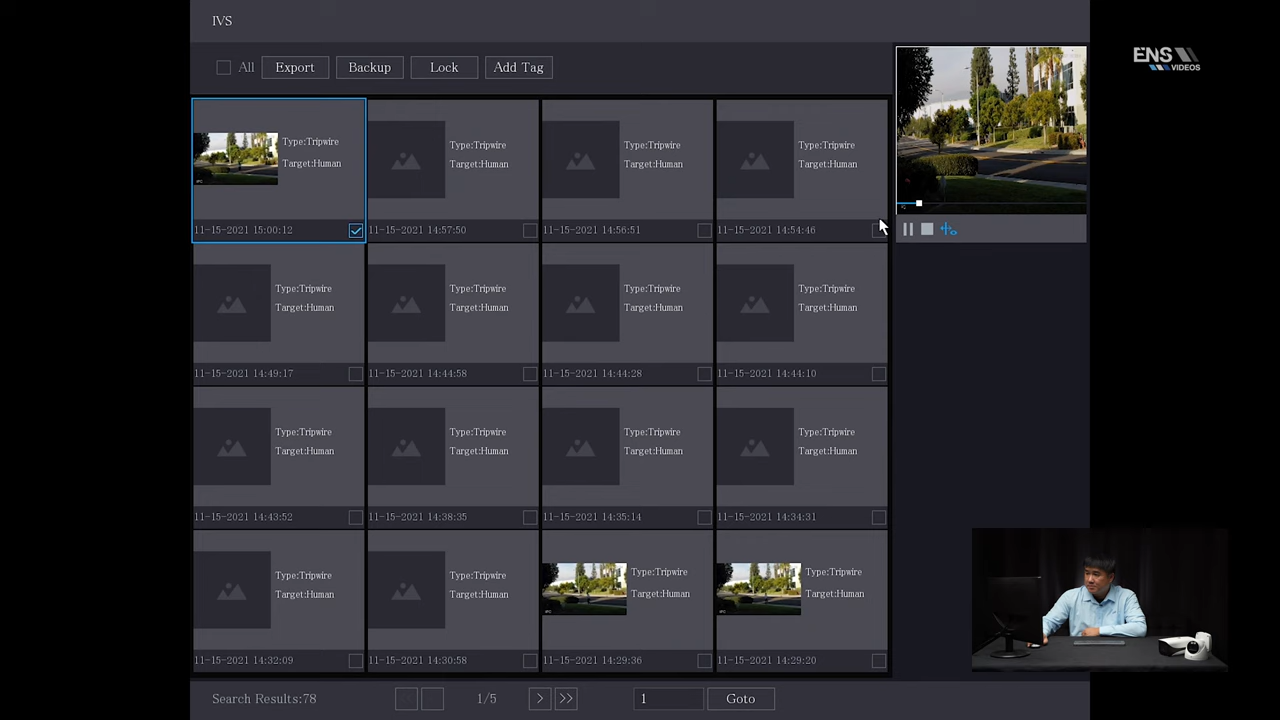 IVS
ENS
VIDEOS
All Export Backup Lock Add Tag
Type:Tripwire
Target:Human
11-15-2021 15:00:12
Type:Tripwire
Target:Human
11-15-2021 14:57:50
Type:Tripwire
Target:Human
11-15-2021 14:56:51
Type:Tripwire
Target:Human
11-15-2021 14:54:46
Type:Tripwire
Target:Human
11-15-2021 14:49:17
Type:Tripwire
Target:Human
11-15-2021 14:44:58
Type:Tripwire
Target:Human
11-15-2021 14:44:28
Type:Tripwire
Target:Human
11-15-2021 14:44:10
Type:Tripwire
Target:Human
11-15-2021 14:43:52
Type:Tripwire
Target:Human
11-15-2021 14:38:35
Type:Tripwire
Target:Human
11-15-2021 14:35:14
Type:Tripwire
Target:Human
11-15-2021 14:34:31
Type:Tripwire
Target:Human
11-15-2021 14:32:09
Type:Tripwire
Target:Human
11-15-2021 14:30:58
Type:Tripwire
Target:Human
11-15-2021 14:29:36
Type:Tripwire
Target:Human
11-15-2021 14:29:20
Search Results:78 1/5 > >> 1 Goto